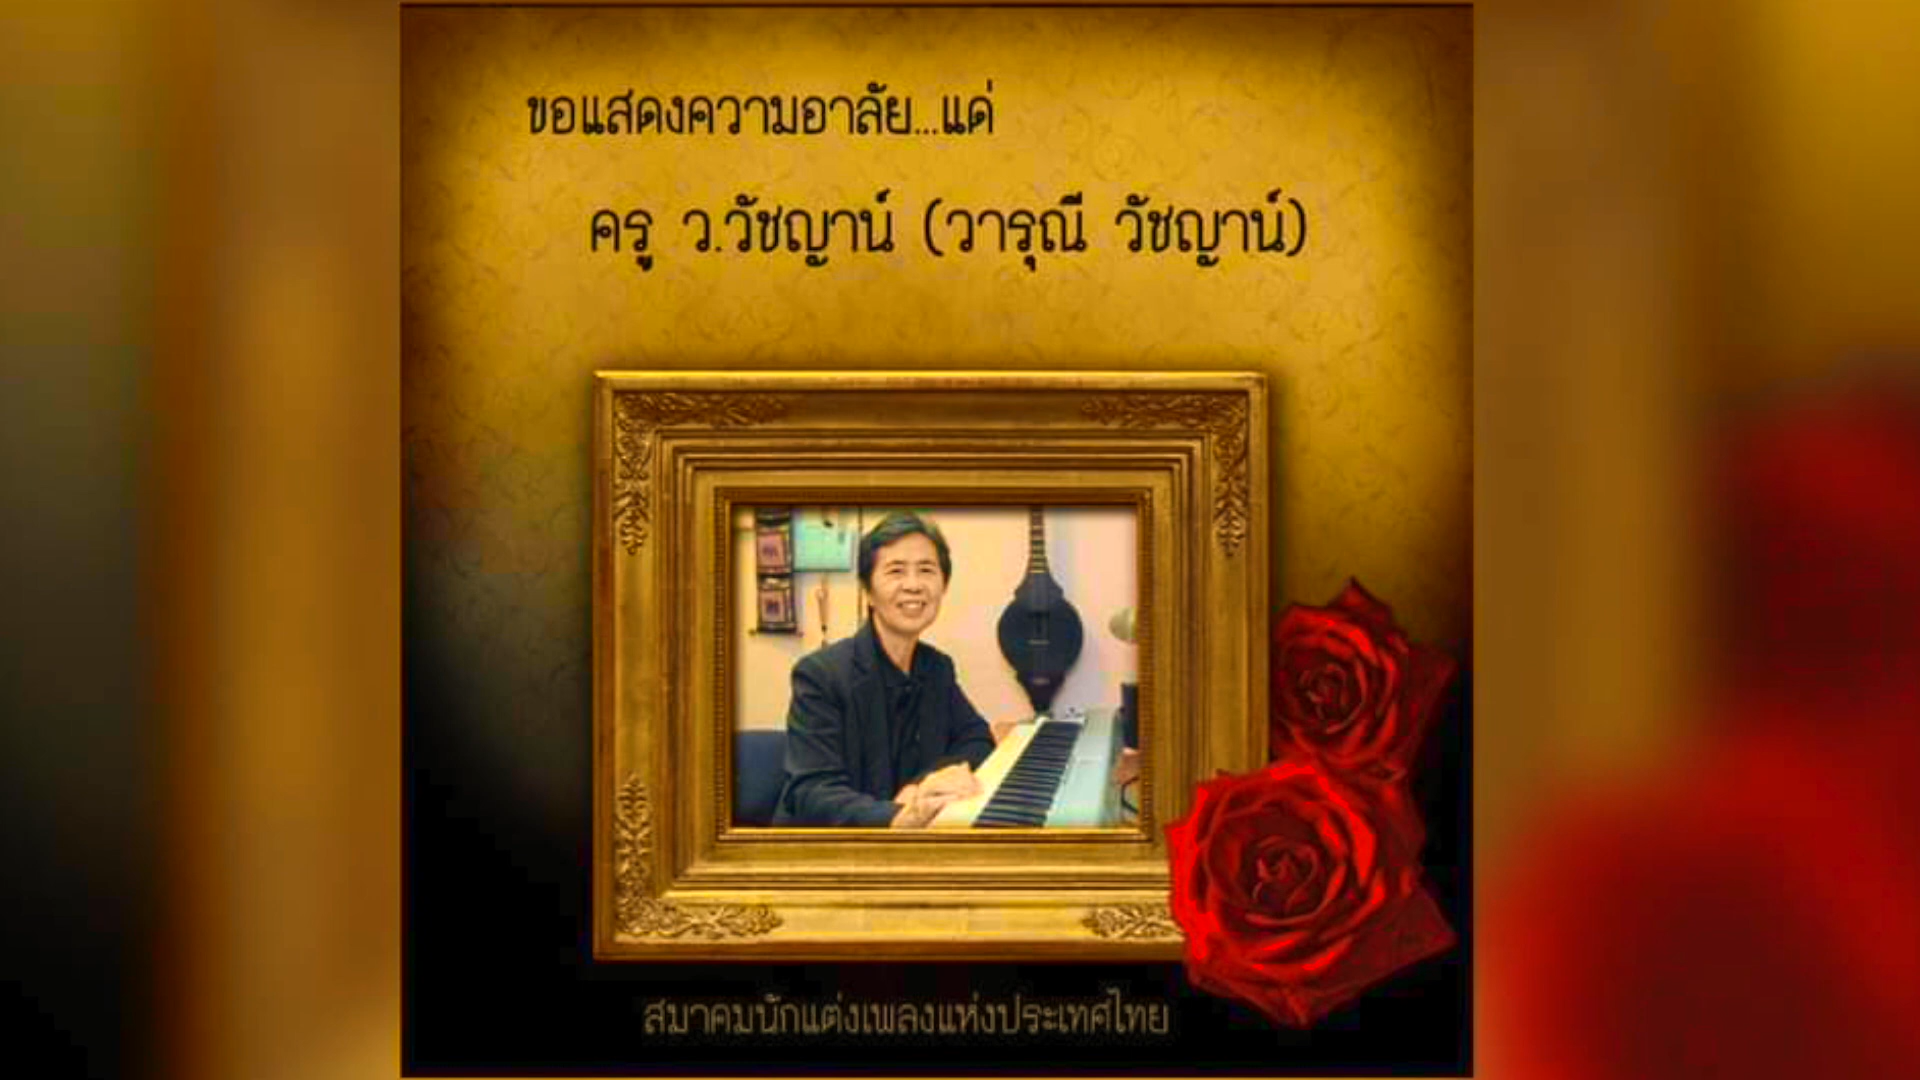 ขอแสดงความอาลัย...แด่
ครู ว.วัชญาน์ (วารุณี วัชญาน์)
สมาคมนักแต่งเพลงแห่งประเทศไทย